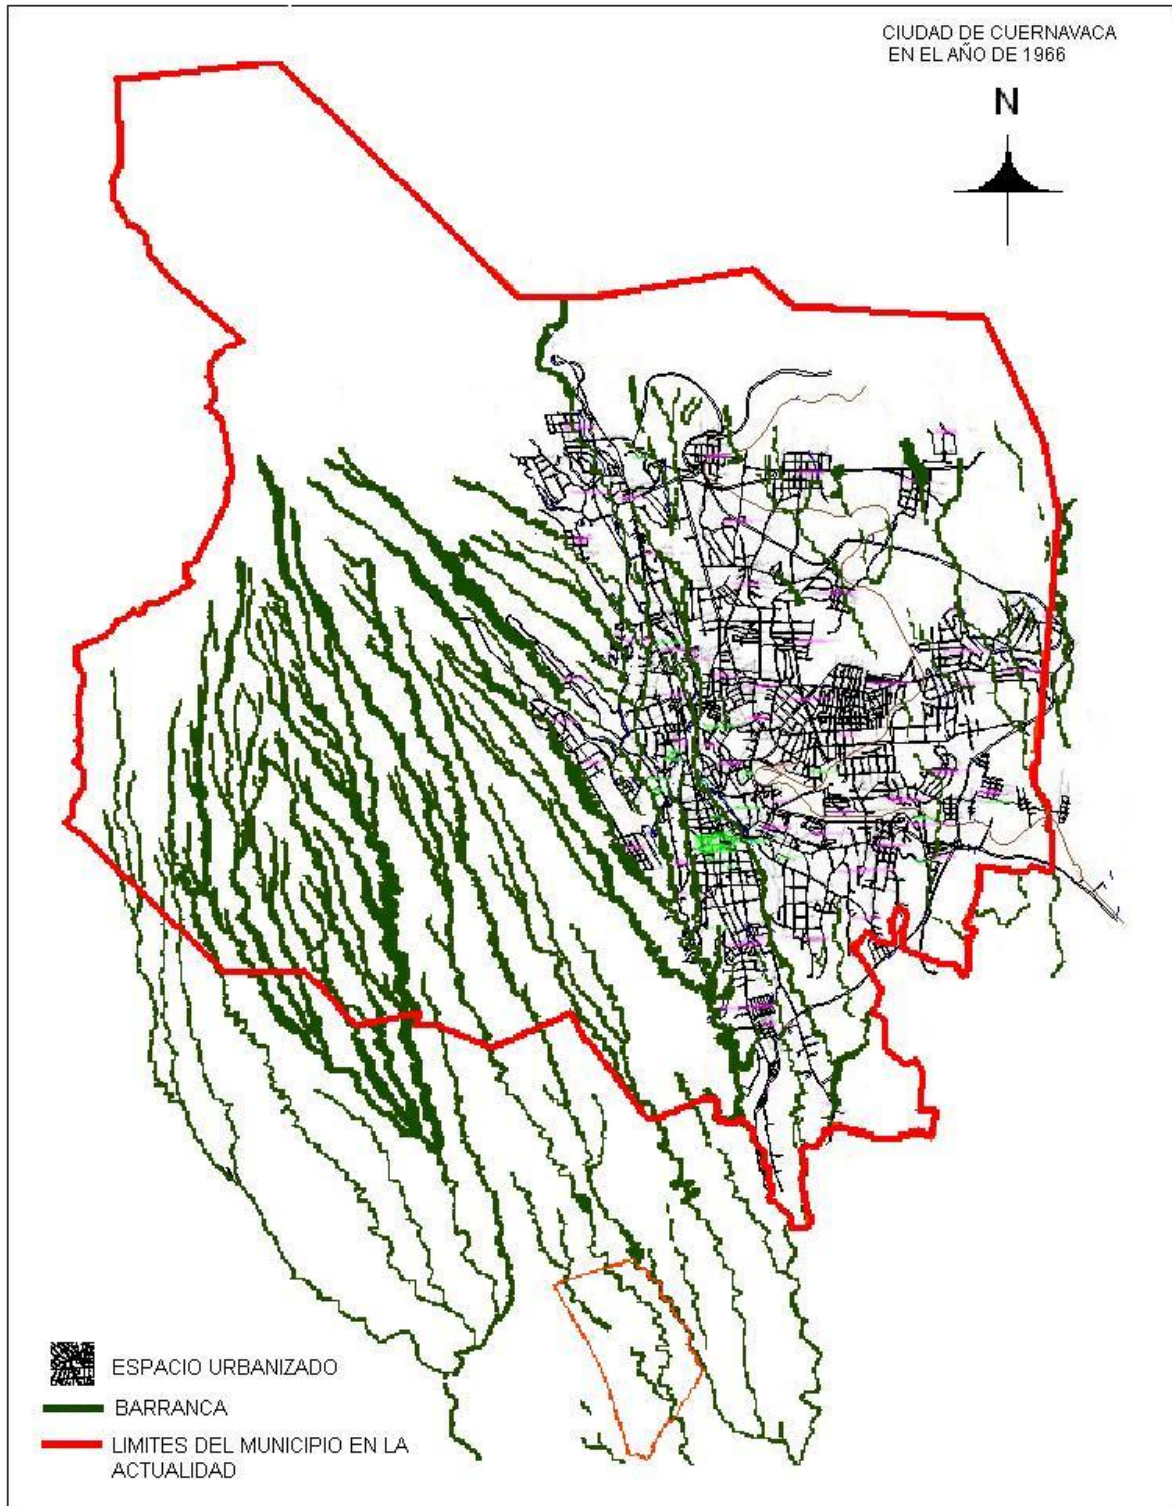 CIUDAD DE CUERNAVACA
EN EL AÑO DE 1966
N
ESPACIO URBANIZADO
BARRANCA
LIMITES DEL MUNICIPIO EN LA
ACTUALIDAD